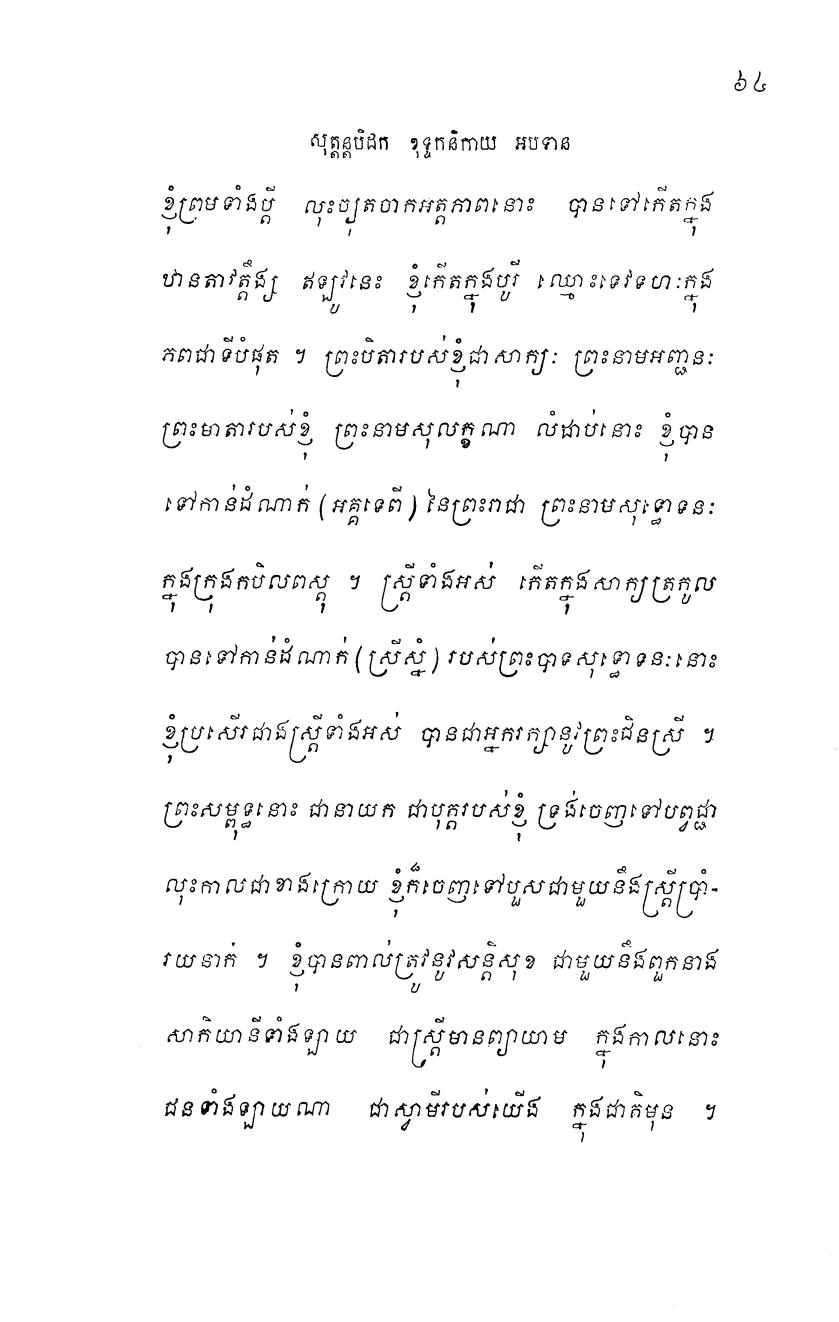 ៦៤
សុត្តន្តបិដក ខុទ្ទកនិកាយ អបទាន
ខ្ញុំព្រមទាំងប្តី លុះច្យុតចាកអត្តភាពនោះ បានទៅកើតក្នុង
ឋានតាវត្តឹង្ស ឥឡូវនេះ ខ្ញុំកើតក្នុងបូរី ឈ្មោះទេវទហៈក្នុង
ភពជាទីបំផុត ។ ព្រះបិតារបស់ខ្ញុំជាសាក្យៈ ព្រះនាមអញ្ជនៈ
ព្រះមាតារបស់ខ្ញុំ ព្រះនាមសុលក្ខណា លំដាប់នោះ ខ្ញុំបាន
ទៅកាន់ដំណាក់ (អគ្គទេពី) នៃព្រះរាជា ព្រះនាមសុទ្ធោទនៈ
ក្នុងក្រុងកបិលពស្តុ ។ ស្ត្រីទាំងអស់ កើតក្នុងសាក្យត្រកូល
បានទៅកាន់ដំណាក់ (ស្រីស្នំ) របស់ព្រះបាទសុទ្ធោទនៈនោះ
ខ្ញុំប្រសើរជាងស្ត្រីទាំងអស់ បានជាអ្នករក្សានូវព្រះជិនស្រី ។
ព្រះសម្ពុទ្ធនោះ ជានាយក ជាបុត្តរបស់ខ្ញុំ ទ្រង់ចេញទៅបព្វជ្ជា
លុះកាលជាខាងក្រោយ ខ្ញុំក៏ចេញទៅបួសជាមួយនឹងស្ត្រីប្រាំ-
រយនាក់ ។ ខ្ញុំបានពាល់ត្រូវនូវសន្តិសុខ ជាមួយនឹងពួកនាង
សាកិយានីទាំងឡាយ ជាស្ត្រីមានព្យាយាម ក្នុងកាលនោះ
ជនទាំងឡាយណា ជាស្វាមីរបស់យើង ក្នុងជាតិមុន ។